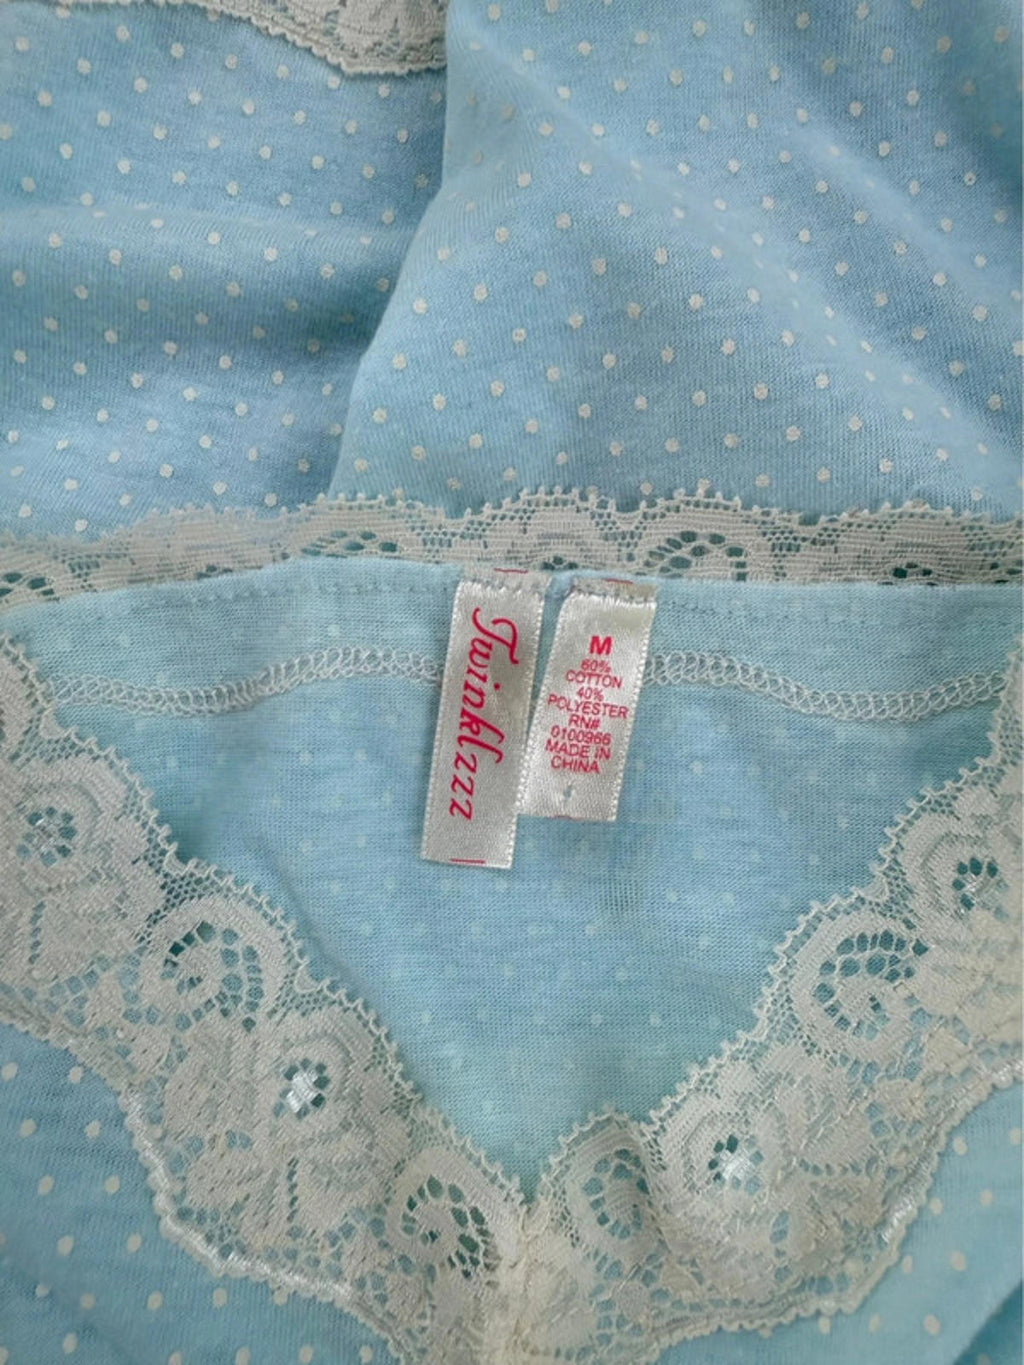 Twinklzzz
M
60%
COTTON
40%
POLYESTER
RN#
0100966
MADE IN
CHINA